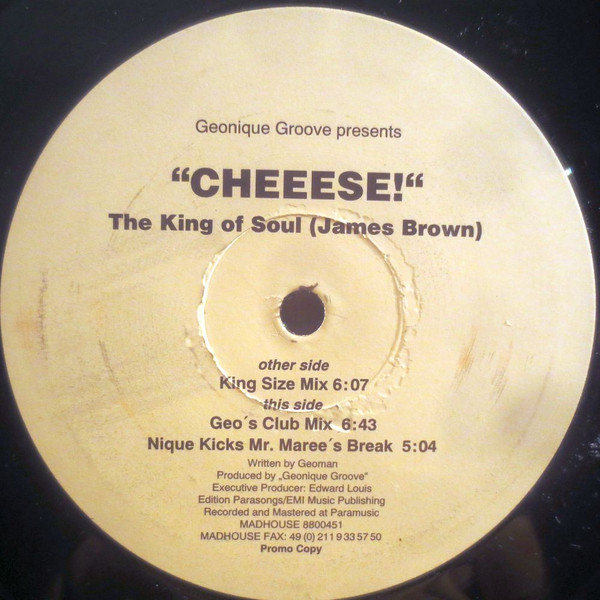 Geonique Groove presents
“CHEEESE!“
The King of Soul (James Brown)
other side
King Size Mix 6:07
this side
Geo´s Club Mix 6:43
Nique Kicks Mr. Maree´s Break 5:04
Written by Geoman
Produced by „Geonique Groove“
Executive Producer: Edward Louis
Edition Parasongs/EMI Music Publishing
Recorded and Mastered at Paramusic
MADHOUSE 8800451
MADHOUSE FAX: 49 (0) 211 9 33 57 50
Promo Copy